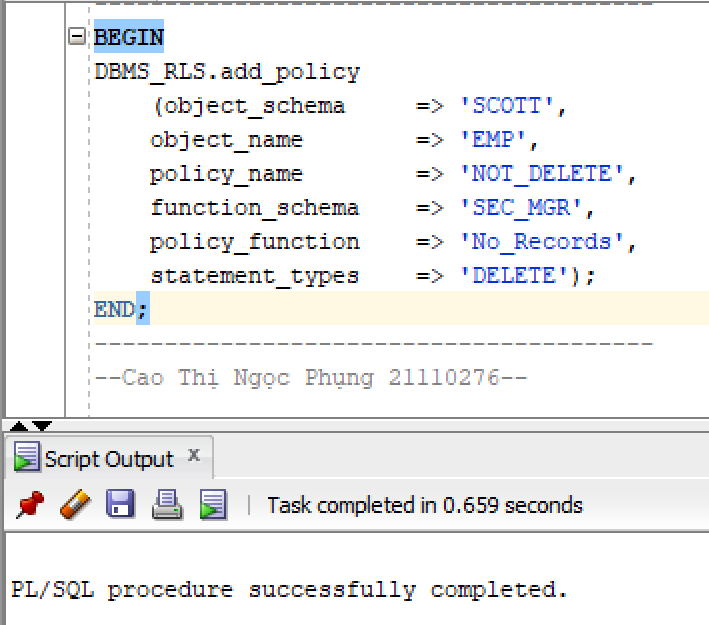 BEGIN
DBMS_RLS.add_policy
(object_schema => 'SCOTT',
object_name => 'EMP',
policy_name => 'NOT_DELETE',
function_schema => 'SEC_MGR',
policy_function => 'No_Records',
statement_types => 'DELETE');
END;
-------------------------------------------
--Cao Thị Ngọc Phụng 21110276--
Script Output x
Task completed in 0.659 seconds
PL/SQL procedure successfully completed.